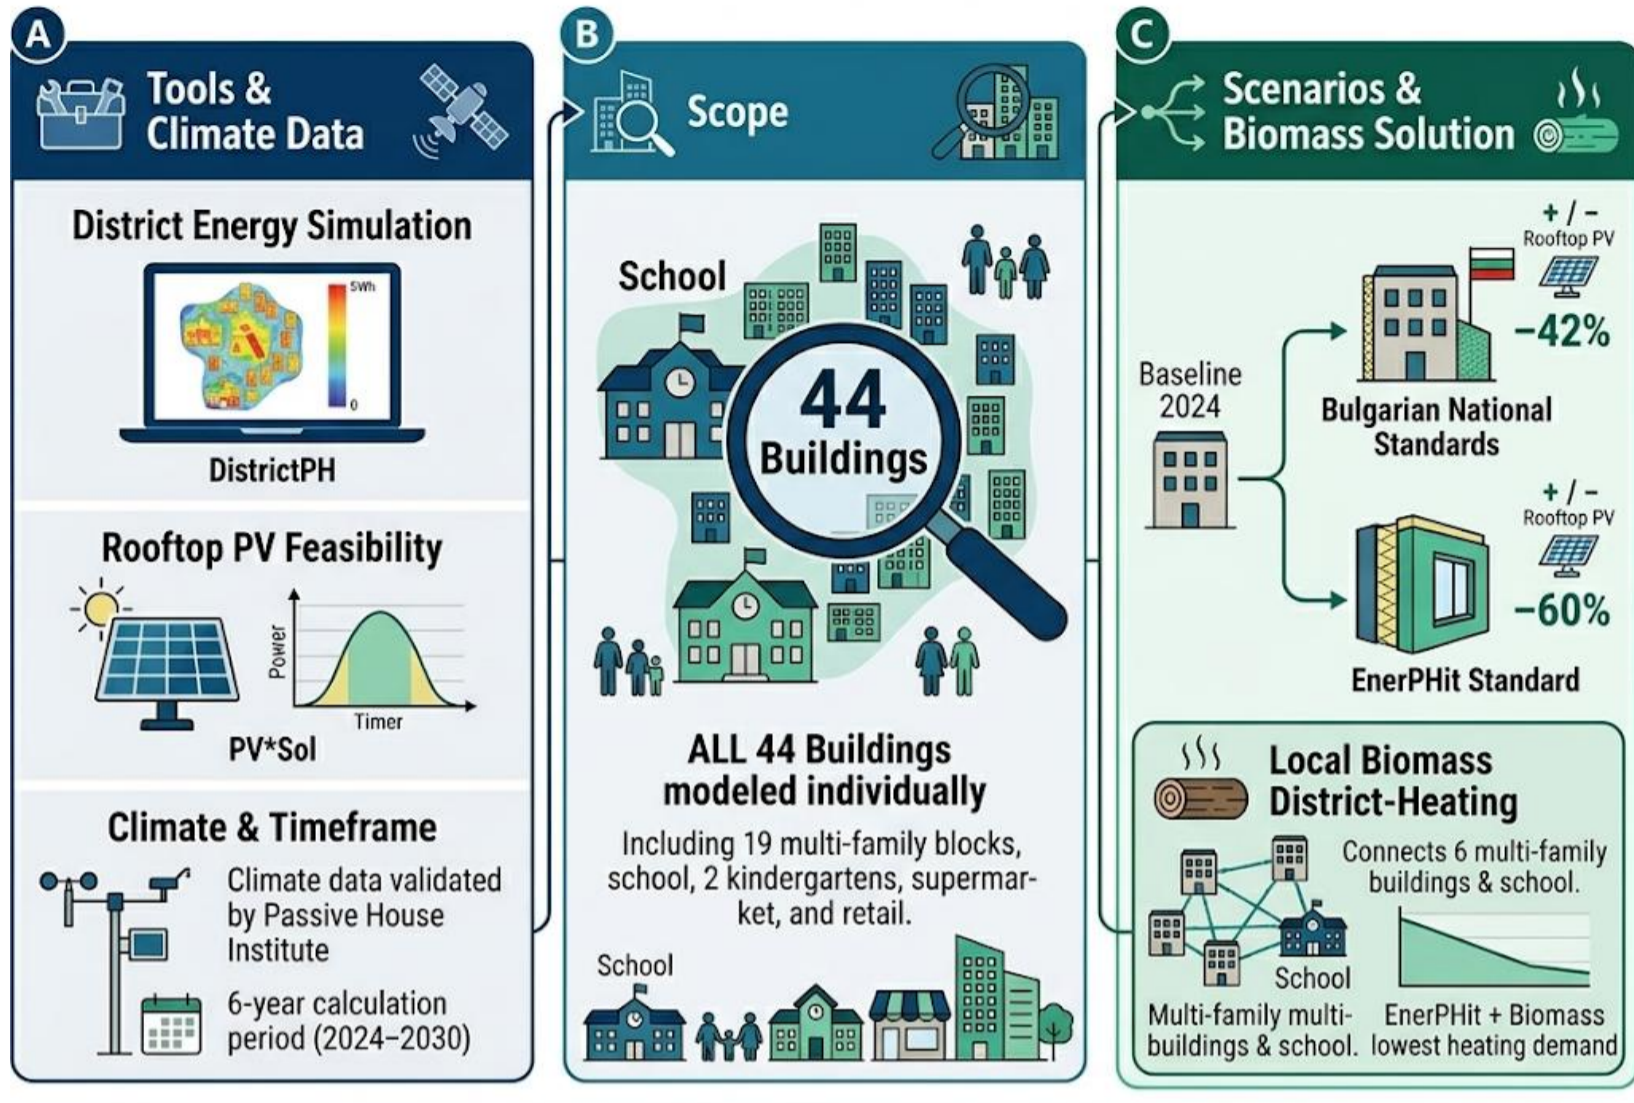 A
Tools &
Climate Data
District Energy Simulation
5Wh
0
DistrictPH
Rooftop PV Feasibility
Power
Timer
PV*Sol
Climate & Timeframe
Climate data validated
by Passive House
Institute
6-year calculation
period (2024–2030)
B
Scope
School
44
Buildings
ALL 44 Buildings
modeled individually
Including 19 multi-family blocks,
school, 2 kindergartens, supermar-
ket, and retail.
School
C
Scenarios &
Biomass Solution
+ / –
Rooftop PV
–42%
Baseline
2024
Bulgarian National
Standards
+ / –
Rooftop PV
–60%
EnerPHit Standard
Local Biomass
District-Heating
Connects 6 multi-family
buildings & school.
School
Multi-family multi-
buildings & school.
EnerPHit + Biomass
lowest heating demand